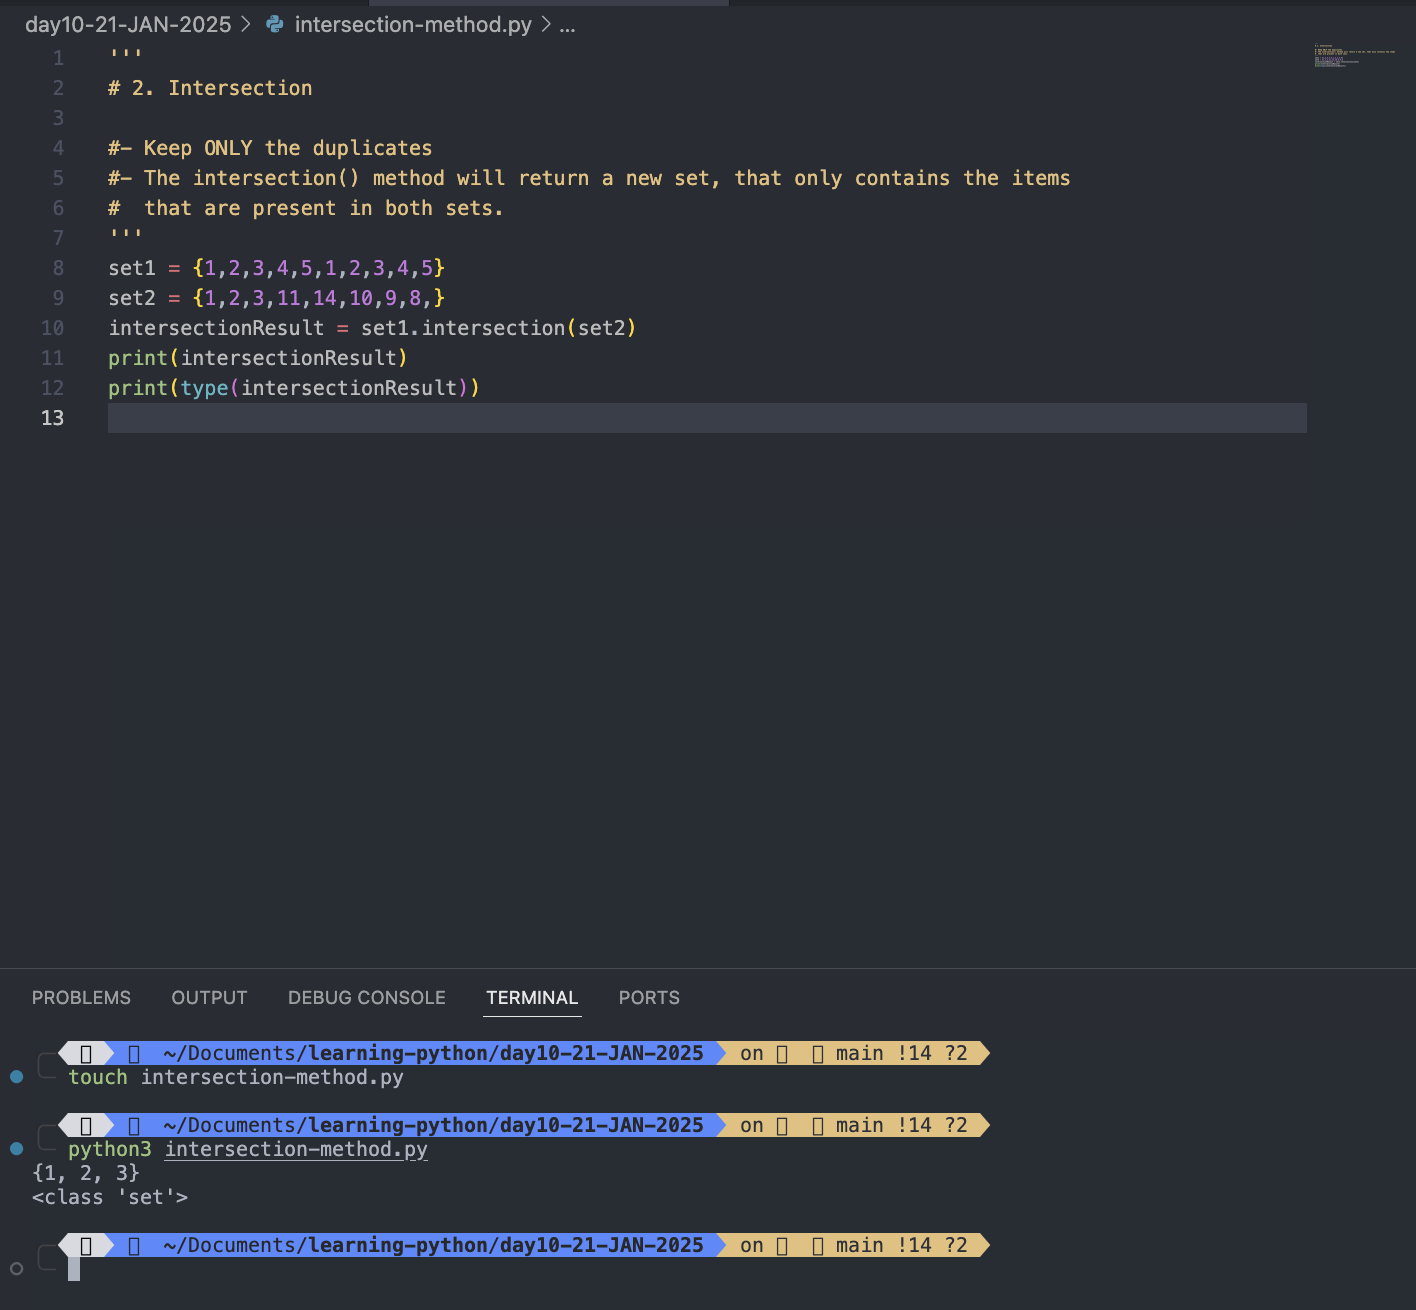 day10-21-JAN-2025 > intersection-method.py > ...
1 '''
2 # 2. Intersection
3
4 #- Keep ONLY the duplicates
5 #- The intersection() method will return a new set, that only contains the items
6 #  that are present in both sets.
7 '''
8 set1 = {1,2,3,4,5,1,2,3,4,5}
9 set2 = {1,2,3,11,14,10,9,8,}
10 intersectionResult = set1.intersection(set2)
11 print(intersectionResult)
12 print(type(intersectionResult))
13
PROBLEMS OUTPUT DEBUG CONSOLE TERMINAL PORTS
~/Documents/learning-python/day10-21-JAN-2025 on main !14 ?2
touch intersection-method.py
~/Documents/learning-python/day10-21-JAN-2025 on main !14 ?2
python3 intersection-method.py
{1, 2, 3}
<class 'set'>
~/Documents/learning-python/day10-21-JAN-2025 on main !14 ?2